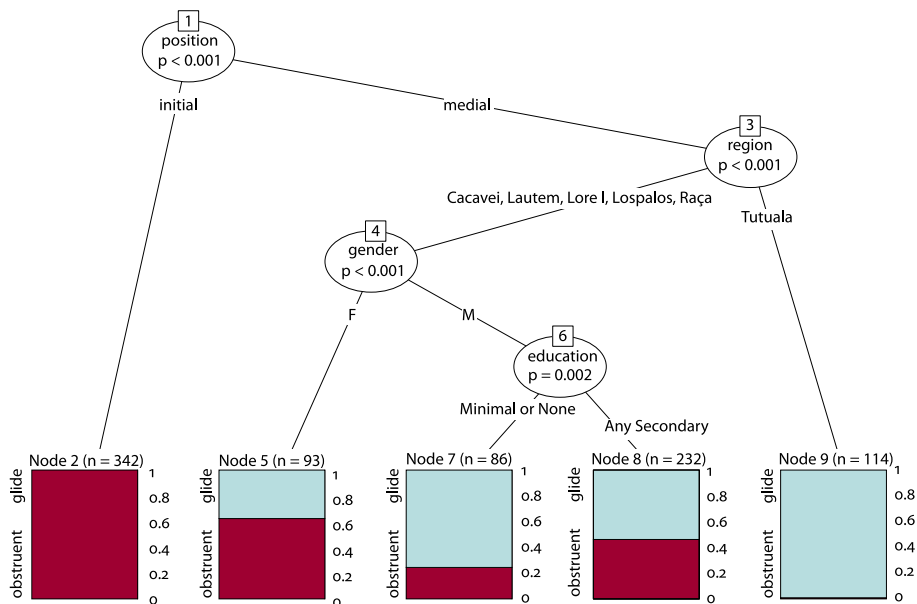 1
position
p < 0.001
initial
medial
3
region
p < 0.001
Cacavei, Lautem, Lore I, Lospalos, Raça
Tutuala
4
gender
p < 0.001
F
M
6
education
p = 0.002
Minimal or None
Any Secondary
Node 2 (n = 342)
glide
obstruent
1
0.8
0.6
0.4
0.2
0
Node 5 (n = 93)
glide
obstruent
1
0.8
0.6
0.4
0.2
0
Node 7 (n = 86)
glide
obstruent
1
0.8
0.6
0.4
0.2
0
Node 8 (n = 232)
glide
obstruent
1
0.8
0.6
0.4
0.2
0
Node 9 (n = 114)
glide
obstruent
1
0.8
0.6
0.4
0.2
0